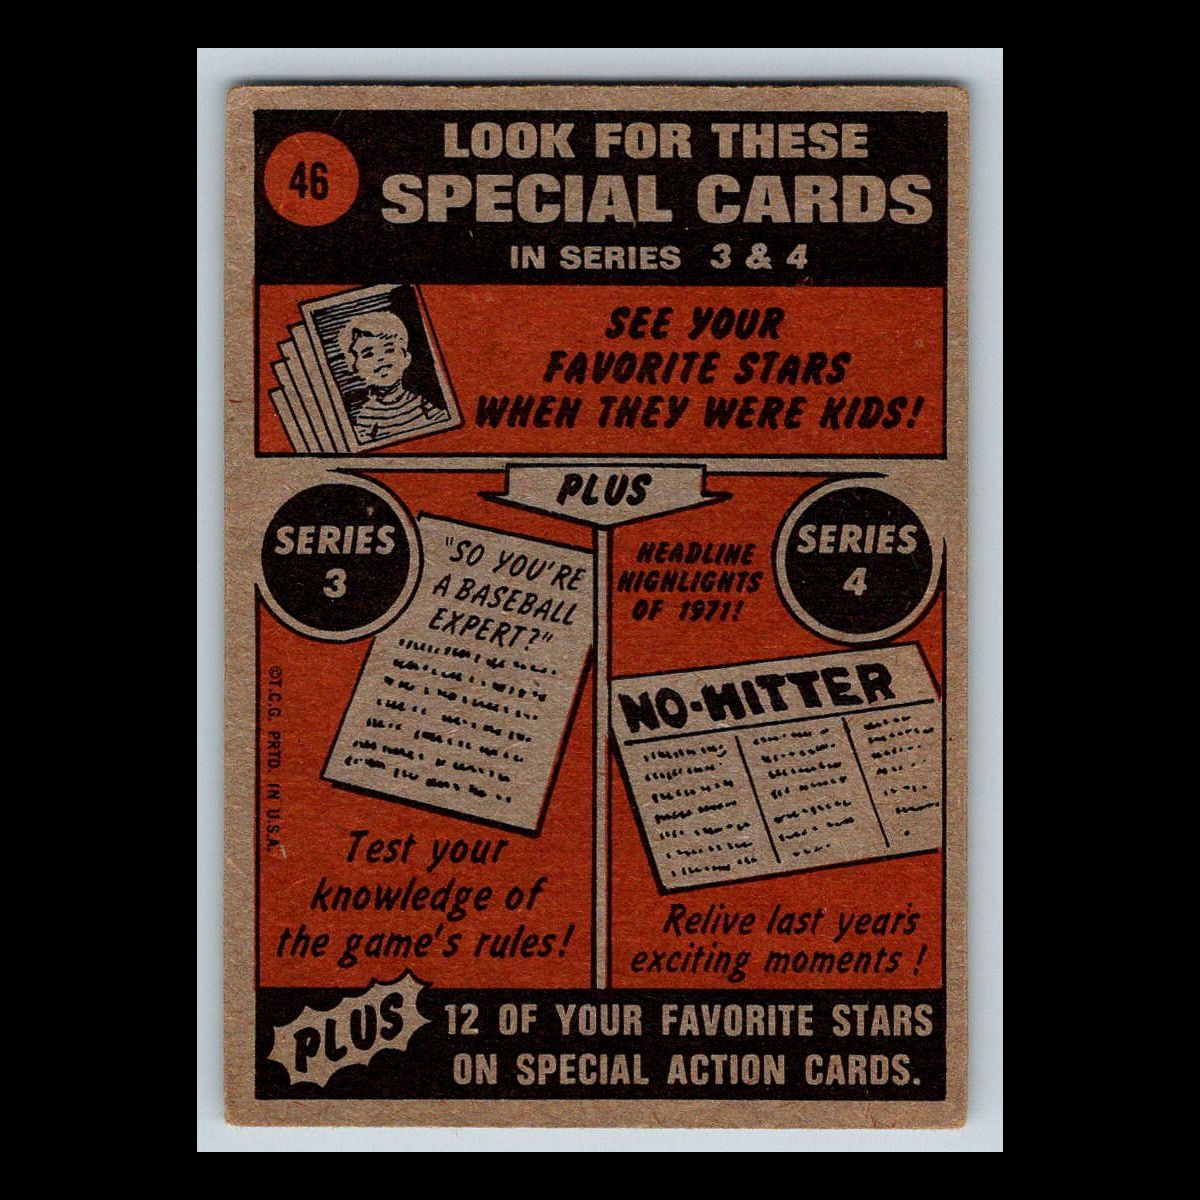 46
LOOK FOR THESE
SPECIAL CARDS
IN SERIES 3 & 4
SEE YOUR
FAVORITE STARS
WHEN THEY WERE KIDS!
PLUS
SERIES
3
"SO YOU'RE
A BASEBALL
EXPERT?"
Test your
knowledge of
the game's rules!
HEADLINE
HIGHLIGHTS
OF 1971!
SERIES
4
NO-HITTER
Relive last year's
exciting moments!
©T.C.G. PRTD. IN U.S.A.
PLUS
12 OF YOUR FAVORITE STARS
ON SPECIAL ACTION CARDS.